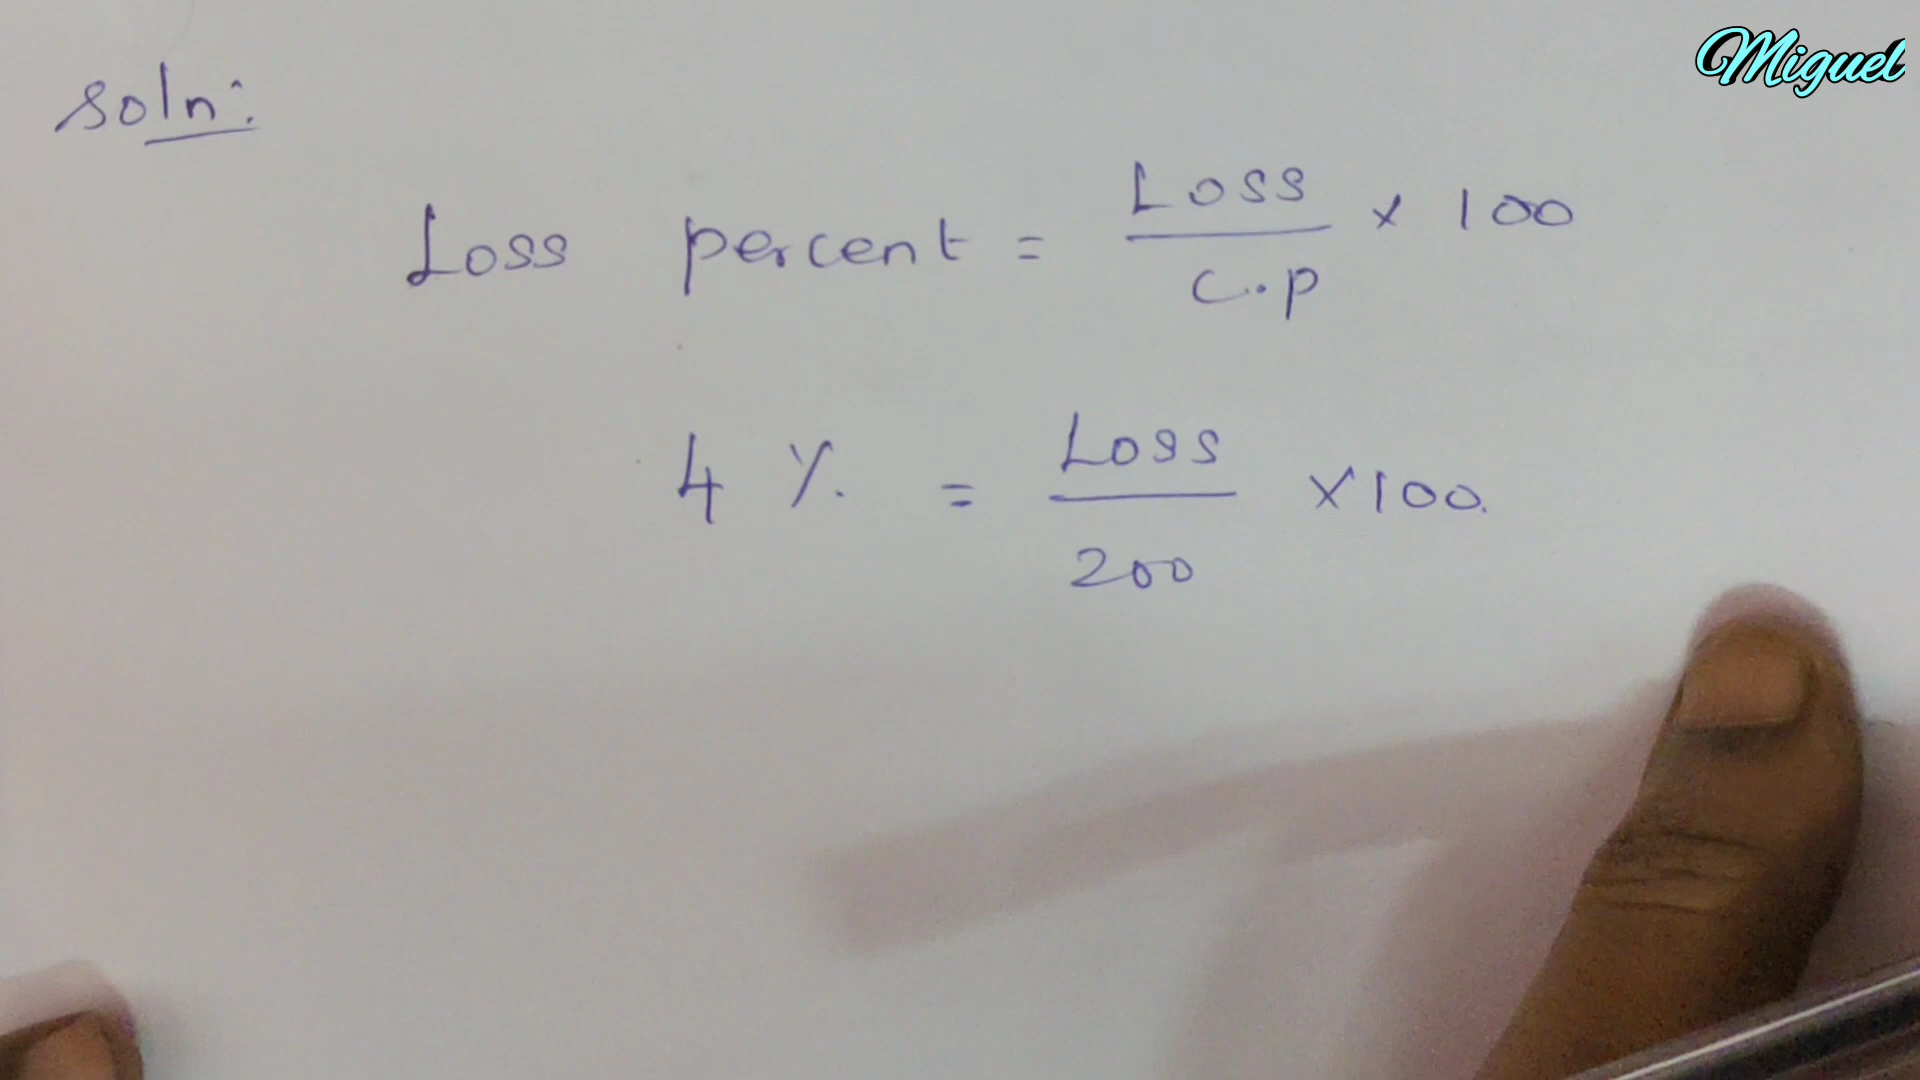 Miguel
soln:
Loss percent = Loss / C.P × 100
4 % = Loss / 200 × 100.